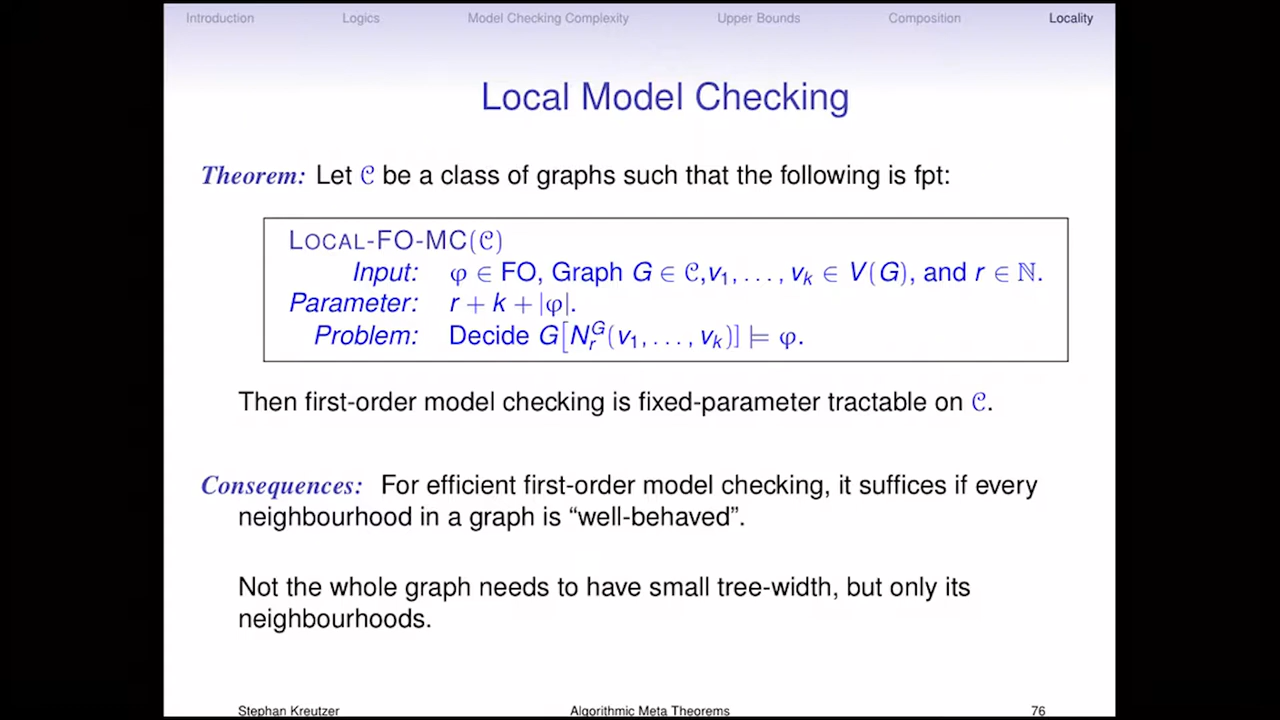 Introduction Logics Model Checking Complexity Upper Bounds Composition Locality
Local Model Checking
Theorem: Let 𝒞 be a class of graphs such that the following is fpt:
LOCAL-FO-MC(𝒞)
Input: φ ∈ FO, Graph G ∈ 𝒞,v₁, . . . , vₖ ∈ V(G), and r ∈ ℕ.
Parameter: r + k + |φ|.
Problem: Decide G[N_r^G(v₁, . . . , vₖ)] ⊨ φ.
Then first-order model checking is fixed-parameter tractable on 𝒞.
Consequences: For efficient first-order model checking, it suffices if every
neighbourhood in a graph is “well-behaved”.
Not the whole graph needs to have small tree-width, but only its
neighbourhoods.
Stephan Kreutzer Algorithmic Meta Theorems 76